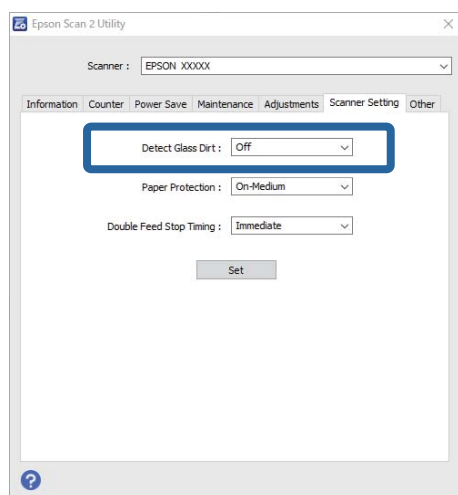 Epson Scan 2 Utility
Scanner : EPSON XXXXX
Information Counter Power Save Maintenance Adjustments Scanner Setting Other
Detect Glass Dirt : Off
Paper Protection : On-Medium
Double Feed Stop Timing : Immediate
Set